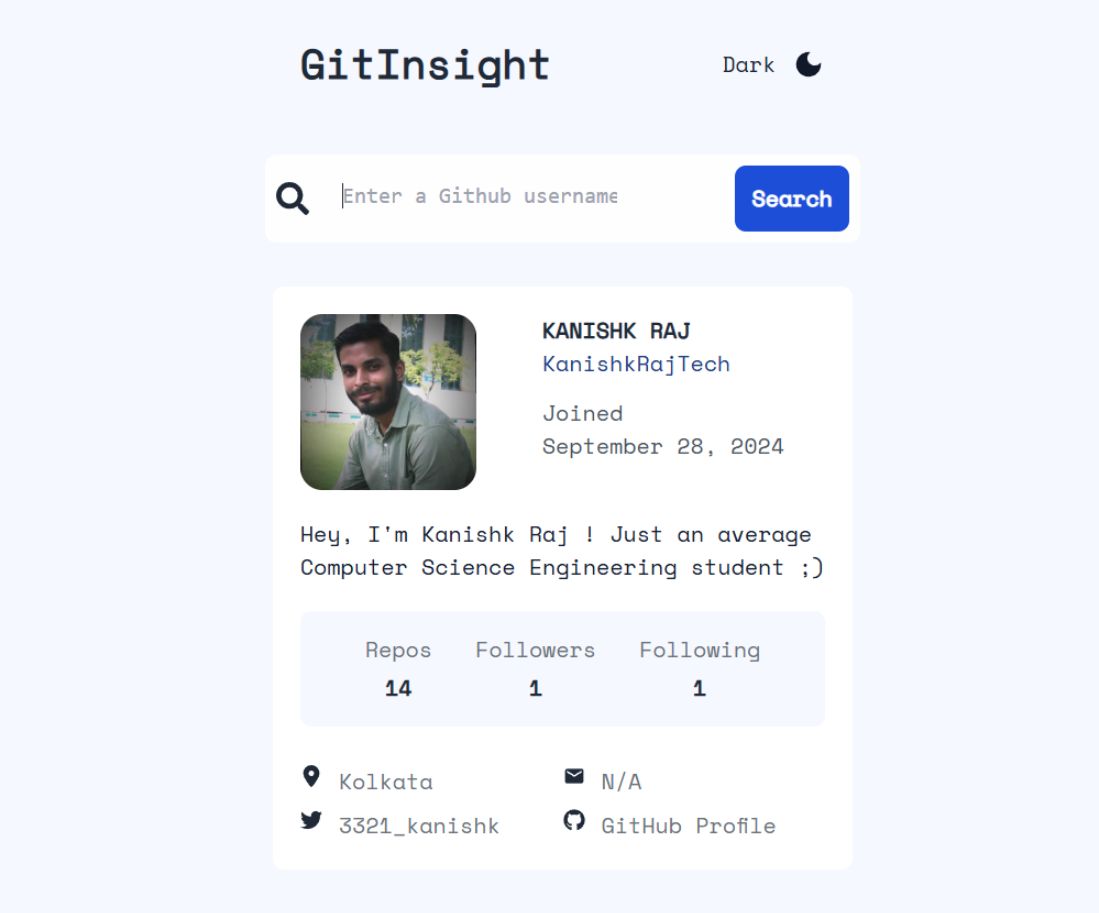 GitInsight
Dark
Enter a Github username
Search
KANISHK RAJ
KanishkRajTech
Joined
September 28, 2024
Hey, I'm Kanishk Raj ! Just an average
Computer Science Engineering student ;)
Repos Followers Following
14 1 1
Kolkata N/A
3321_kanishk GitHub Profile